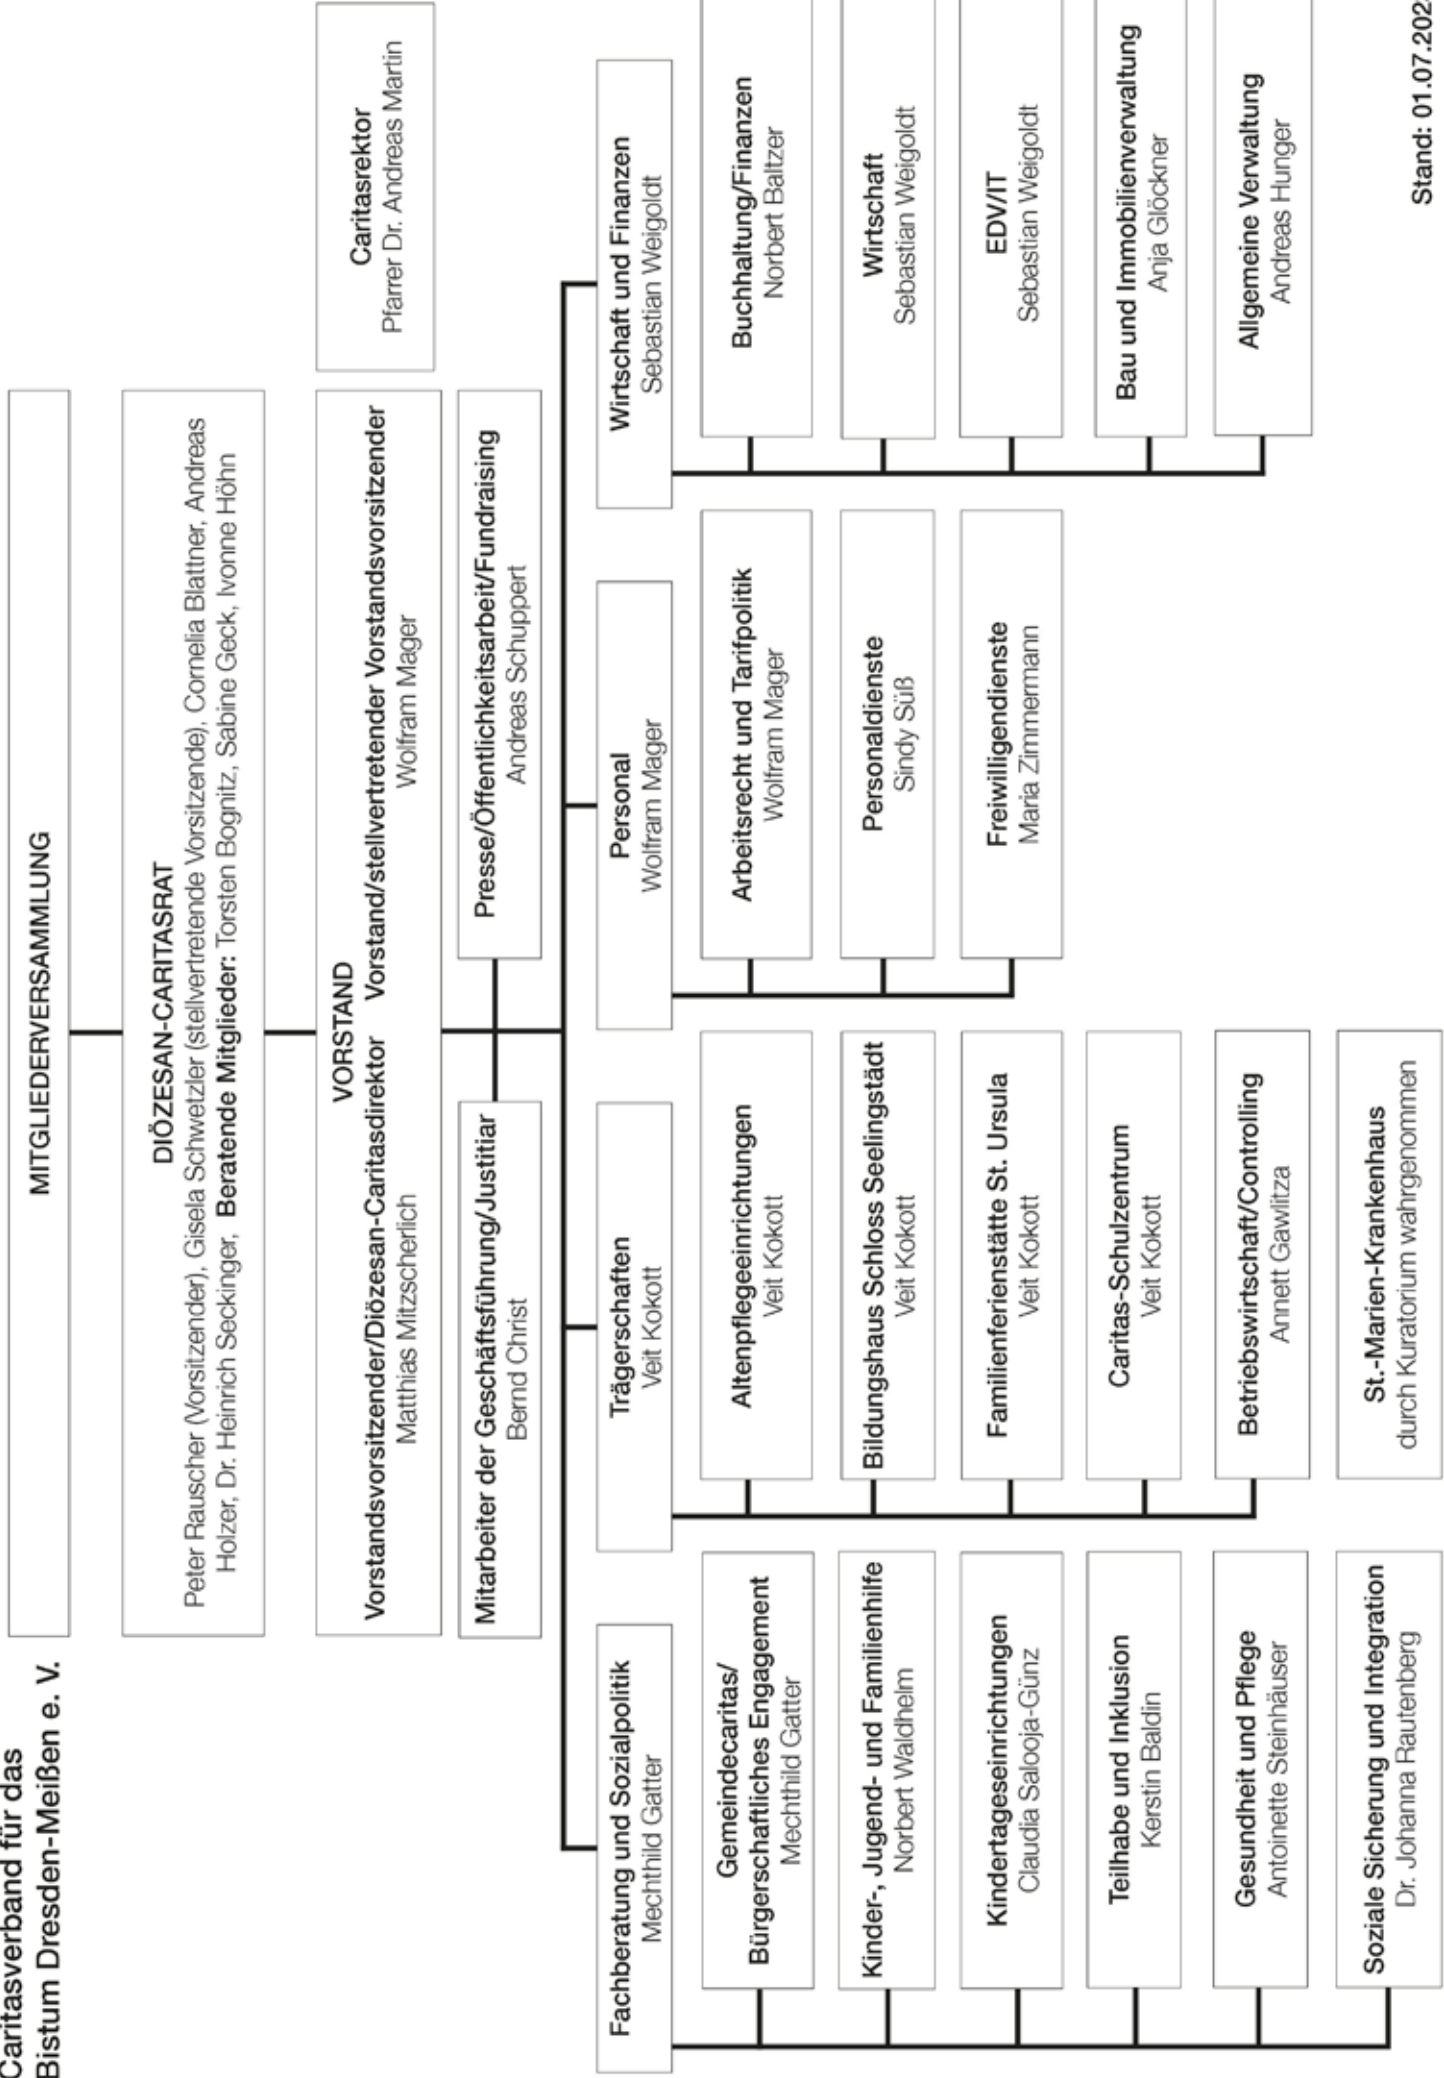 Caritasverband für das
Bistum Dresden-Meißen e. V.
MITGLIEDERVERSAMMLUNG
DIÖZESAN-CARITASRAT
Peter Rauscher (Vorsitzender), Gisela Schwetzler (stellvertretende Vorsitzende), Cornelia Blattner, Andreas
Holzer, Dr. Heinrich Seckinger, Beratende Mitglieder: Torsten Bognitz, Sabine Geck, Ivonne Höhn
VORSTAND
Vorstandsvorsitzender/Diözesan-Caritasdirektor
Matthias Mitzscherlich
Vorstand/stellvertretender Vorstandsvorsitzender
Wolfram Mager
Caritasrektor
Pfarrer Dr. Andreas Martin
Mitarbeiter der Geschäftsführung/Justitiar
Bernd Christ
Presse/Öffentlichkeitsarbeit/Fundraising
Andreas Schuppert
Fachberatung und Sozialpolitik
Mechthild Gatter
Gemeindecaritas/
Bürgerschaftliches Engagement
Mechthild Gatter
Kinder-, Jugend- und Familienhilfe
Norbert Waldhelm
Kindertageseinrichtungen
Claudia Salooja-Günz
Teilhabe und Inklusion
Kerstin Baldin
Gesundheit und Pflege
Antoinette Steinhäuser
Soziale Sicherung und Integration
Dr. Johanna Rautenberg
Trägerschaften
Veit Kokott
Altenpflegeeinrichtungen
Veit Kokott
Bildungshaus Schloss Seelingstädt
Veit Kokott
Familienferienstätte St. Ursula
Veit Kokott
Caritas-Schulzentrum
Veit Kokott
Betriebswirtschaft/Controlling
Annett Gawlitza
St.-Marien-Krankenhaus
durch Kuratorium wahrgenommen
Personal
Wolfram Mager
Arbeitsrecht und Tarifpolitik
Wolfram Mager
Personaldienste
Sindy Süß
Freiwilligendienste
Maria Zimmermann
Wirtschaft und Finanzen
Sebastian Weigoldt
Buchhaltung/Finanzen
Norbert Baltzer
Wirtschaft
Sebastian Weigoldt
EDV/IT
Sebastian Weigoldt
Bau und Immobilienverwaltung
Anja Glöckner
Allgemeine Verwaltung
Andreas Hunger
Stand: 01.07.202